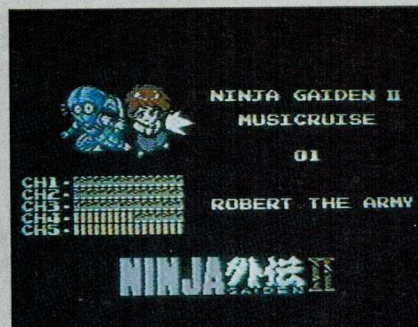 NINJA GAIDEN II
MUSICRUISE
01
CH1:
CH2:
CH3:
CH4:
CH5:
ROBERT THE ARMY
NINJA外伝II
GAIDEN